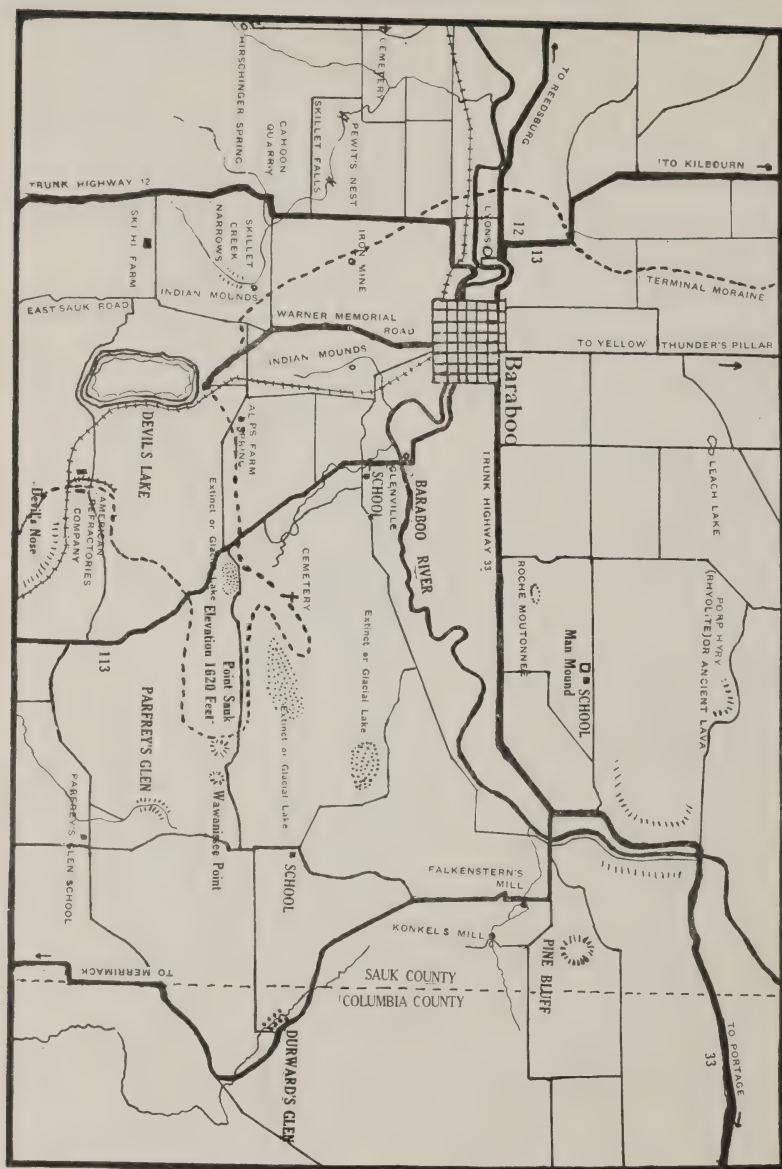 TO REEDSBURG
TO KILBOURN
12
13
LYONS
TERMINAL MORAINE
TO YELLOW THUNDER'S PILLAR
CEMETERY
HIRSCHINGER SPRING
PEWIT'S NEST
SKILLET FALLS
CAHOON
QUARRY
TRUNK HIGHWAY 12
SKI HI FARM
SKILLET
CREEK
NARROWS
IRON MINE
INDIAN MOUNDS
EAST SAUK ROAD
WARNER MEMORIAL
ROAD
INDIAN MOUNDS
Baraboo
LEACH LAKE
DEVIL'S LAKE
ALP'S FARM
SPRING
GLENVILLE
SCHOOL
BARABOO RIVER
TRUNK HIGHWAY 33
ROCHE MOUTONNEE
SCHOOL
Man Mound
PORPHYRY
(RHYOLITE) OR ANCIENT LAVA
AMERICAN
REFRACTORIES
COMPANY
Devil's Nose
Extinct or Glacial Lake
CEMETERY
Extinct or Glacial Lake
Extinct or Glacial Lake
Point Sauk
Elevation 1620 Feet
113
PARFREY'S GLEN
Wawanissee Point
PARFREY'S GLEN SCHOOL
SCHOOL
FALKENSTERN'S
MILL
KONKELS MILL
PINE BLUFF
SAUK COUNTY
COLUMBIA COUNTY
TO MERRIMACK
DURWARD'S GLEN
33
TO PORTAGE